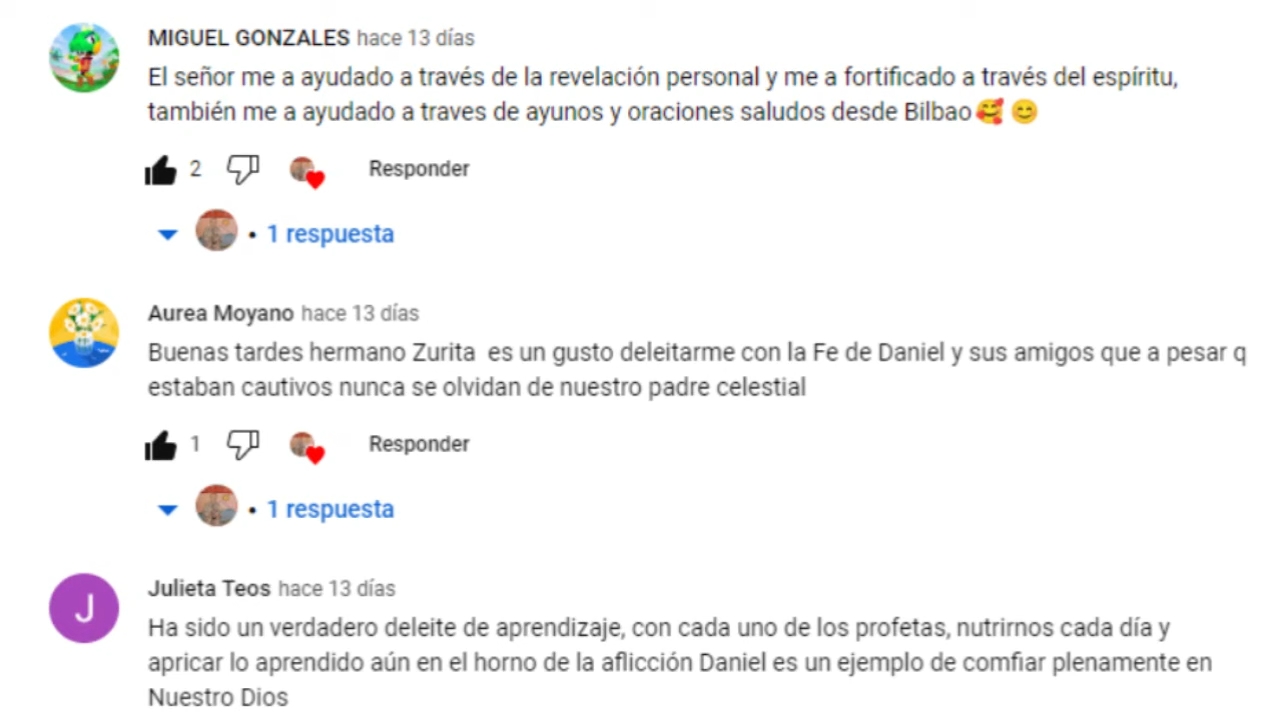 MIGUEL GONZALES hace 13 días
El señor me a ayudado a través de la revelación personal y me a fortificado a través del espíritu,
también me a ayudado a traves de ayunos y oraciones saludos desde Bilbao🥰 😊
2 Responder
• 1 respuesta
Aurea Moyano hace 13 días
Buenas tardes hermano Zurita es un gusto deleitarme con la Fe de Daniel y sus amigos que a pesar q
estaban cautivos nunca se olvidan de nuestro padre celestial
1 Responder
• 1 respuesta
J
Julieta Teos hace 13 días
Ha sido un verdadero deleite de aprendizaje, con cada uno de los profetas, nutrirnos cada día y
apricar lo aprendido aún en el horno de la aflicción Daniel es un ejemplo de comfiar plenamente en
Nuestro Dios